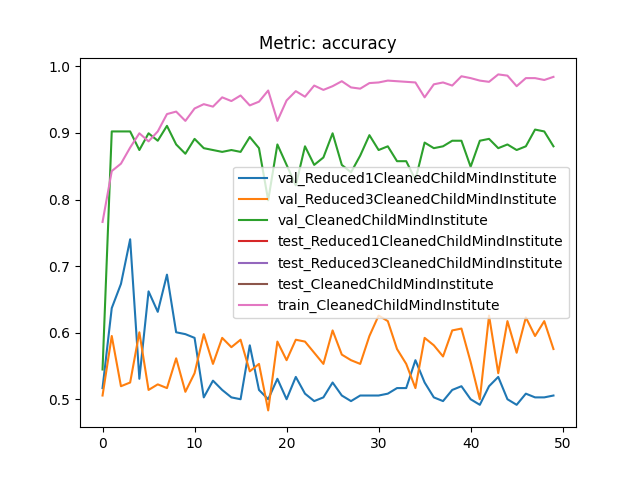 Metric: accuracy
1.0
0.9
0.8
0.7
0.6
0.5
val_Reduced1CleanedChildMindInstitute
val_Reduced3CleanedChildMindInstitute
val_CleanedChildMindInstitute
test_Reduced1CleanedChildMindInstitute
test_Reduced3CleanedChildMindInstitute
test_CleanedChildMindInstitute
train_CleanedChildMindInstitute
0 10 20 30 40 50